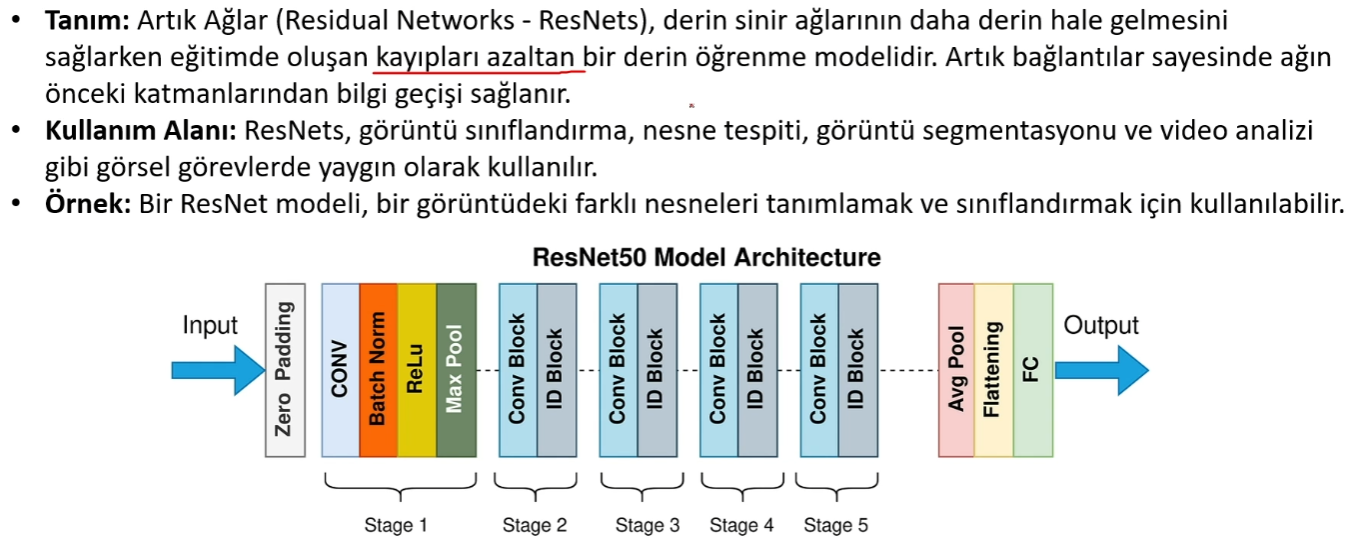 • Tanım: Artık Ağlar (Residual Networks - ResNets), derin sinir ağlarının daha derin hale gelmesini
sağlarken eğitimde oluşan kayıpları azaltan bir derin öğrenme modelidir. Artık bağlantılar sayesinde ağın
önceki katmanlarından bilgi geçişi sağlanır.
• Kullanım Alanı: ResNets, görüntü sınıflandırma, nesne tespiti, görüntü segmentasyonu ve video analizi
gibi görsel görevlerde yaygın olarak kullanılır.
• Örnek: Bir ResNet modeli, bir görüntüdeki farklı nesneleri tanımlamak ve sınıflandırmak için kullanılabilir.
ResNet50 Model Architecture
Input
Zero Padding
CONV
Batch Norm
ReLu
Max Pool
Conv Block
ID Block
Conv Block
ID Block
Conv Block
ID Block
Conv Block
ID Block
Avg Pool
Flattening
FC
Output
Stage 1
Stage 2
Stage 3
Stage 4
Stage 5